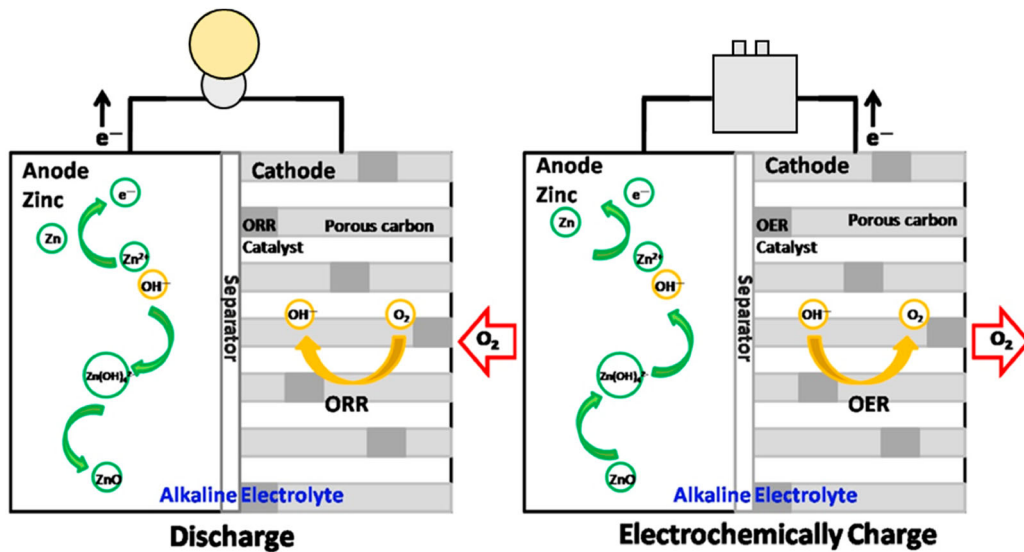 e⁻
Anode
Zinc
e⁻
Zn
Zn²⁺
OH⁻
Zn(OH)₄²⁻
ZnO
Separator
Cathode
ORR
Porous carbon
Catalyst
OH⁻
O₂
O₂
ORR
Alkaline Electrolyte
Discharge
e⁻
Anode
Zinc
e⁻
Zn
Zn²⁺
OH⁻
Zn(OH)₄²⁻
ZnO
Separator
Cathode
OER
Porous carbon
Catalyst
OH⁻
O₂
O₂
OER
Alkaline Electrolyte
Electrochemically Charge